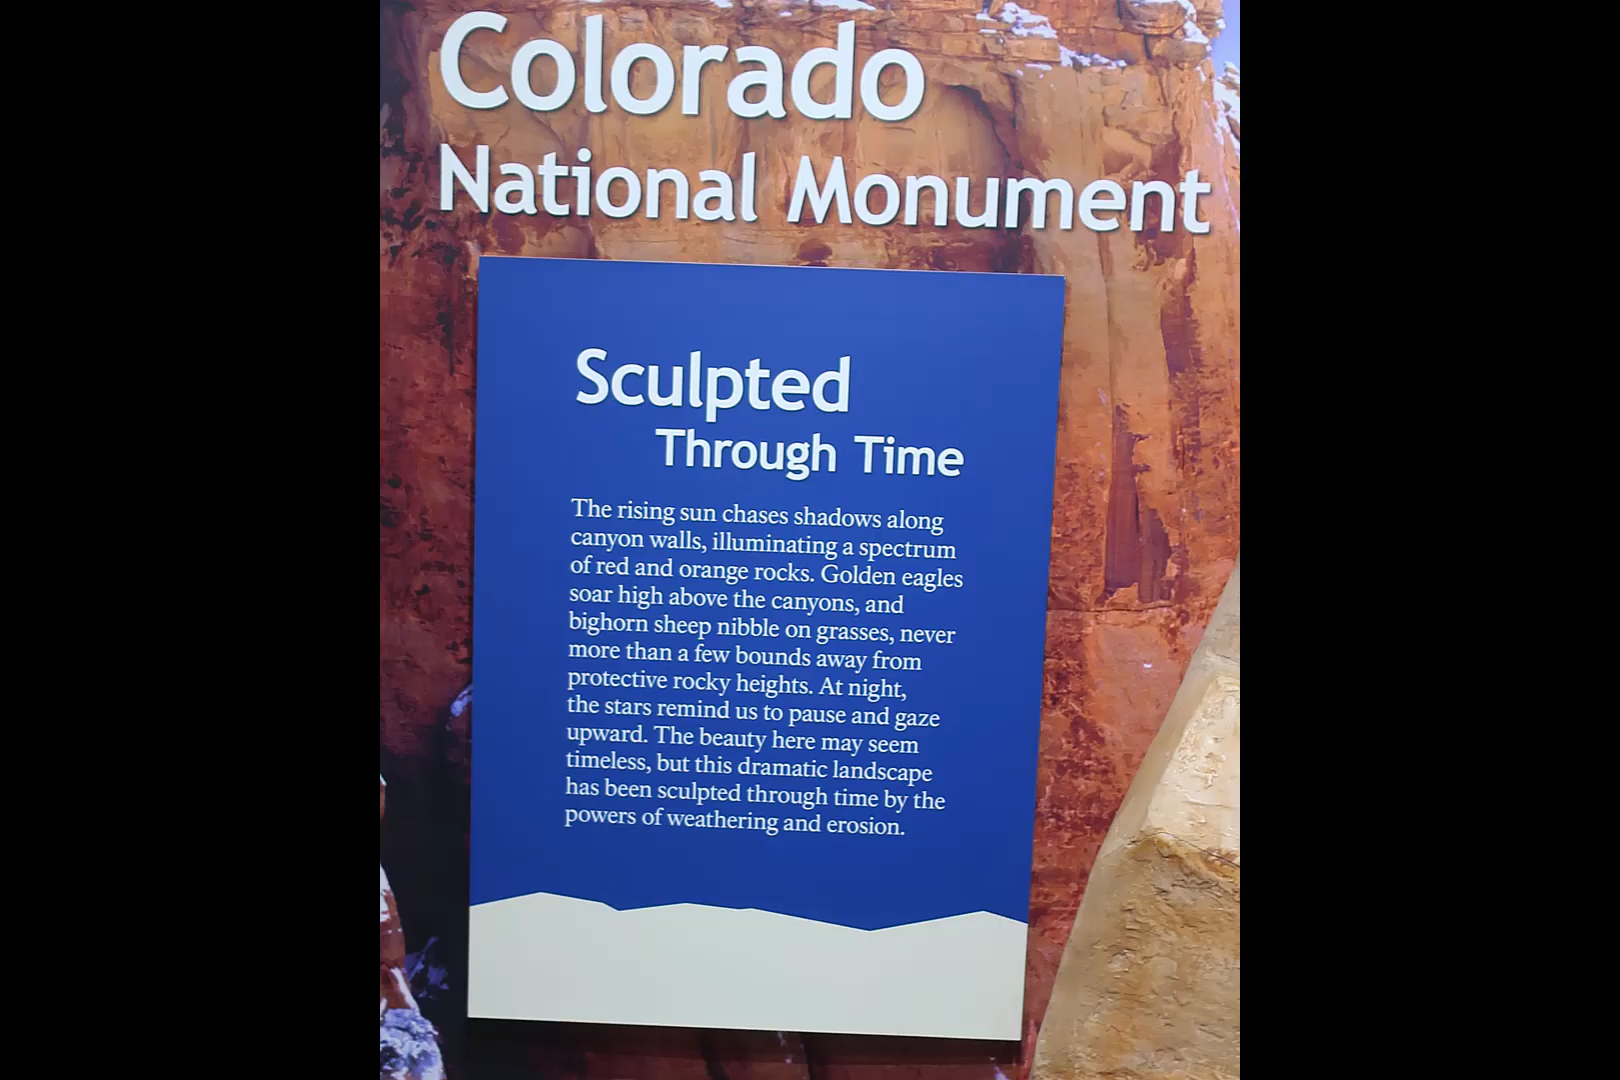 Colorado
National Monument
Sculpted
Through Time
The rising sun chases shadows along
canyon walls, illuminating a spectrum
of red and orange rocks. Golden eagles
soar high above the canyons, and
bighorn sheep nibble on grasses, never
more than a few bounds away from
protective rocky heights. At night,
the stars remind us to pause and gaze
upward. The beauty here may seem
timeless, but this dramatic landscape
has been sculpted through time by the
powers of weathering and erosion.